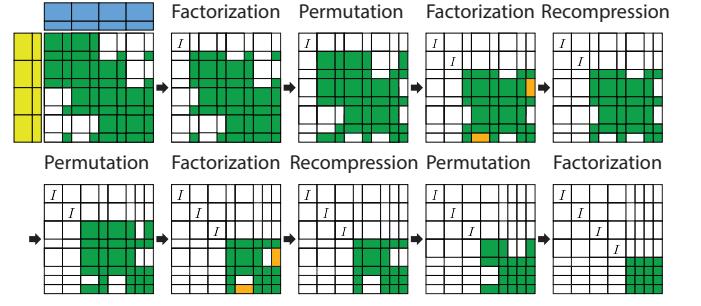 Factorization Permutation Factorization Recompression
I I I I
I I
Permutation Factorization Recompression Permutation Factorization
I I I I I
I I I I I
I I I I
I